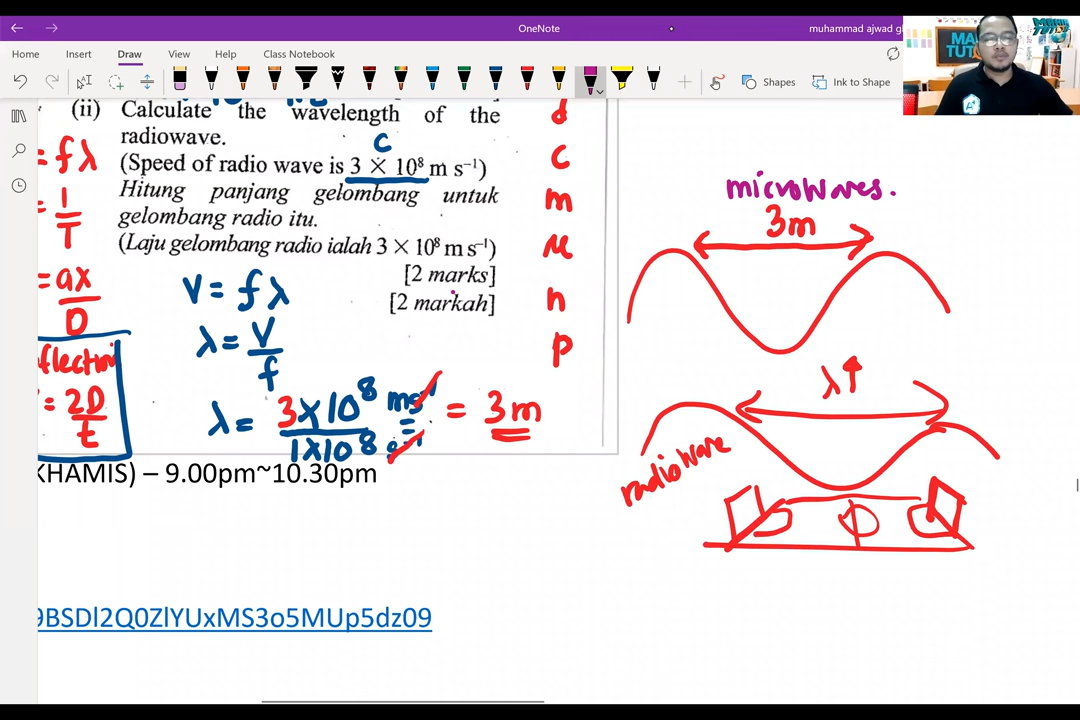 OneNote
muhammad ajwad g
Home Insert Draw View Help Class Notebook
Shapes Ink to Shape
MA
TUT
(ii) Calculate the wavelength of the
radiowave.
c
(Speed of radio wave is 3 × 10⁸ m s⁻¹)
Hitung panjang gelombang untuk
gelombang radio itu.
(Laju gelombang radio ialah 3 × 10⁸ m s⁻¹)
[2 marks]
[2 markah]
= fλ
= 1/T
= ax/D
flection
= 2D/t
V = fλ
λ = V/f
λ = 3×10⁸ ms⁻¹ / 1×10⁸ s⁻¹ = 3m
d
c
m
μ
n
p
microwaves.
3m
λ↑
radiowave
KHAMIS) – 9.00pm~10.30pm
9BSDl2Q0ZlYUxMS3o5MUp5dz09